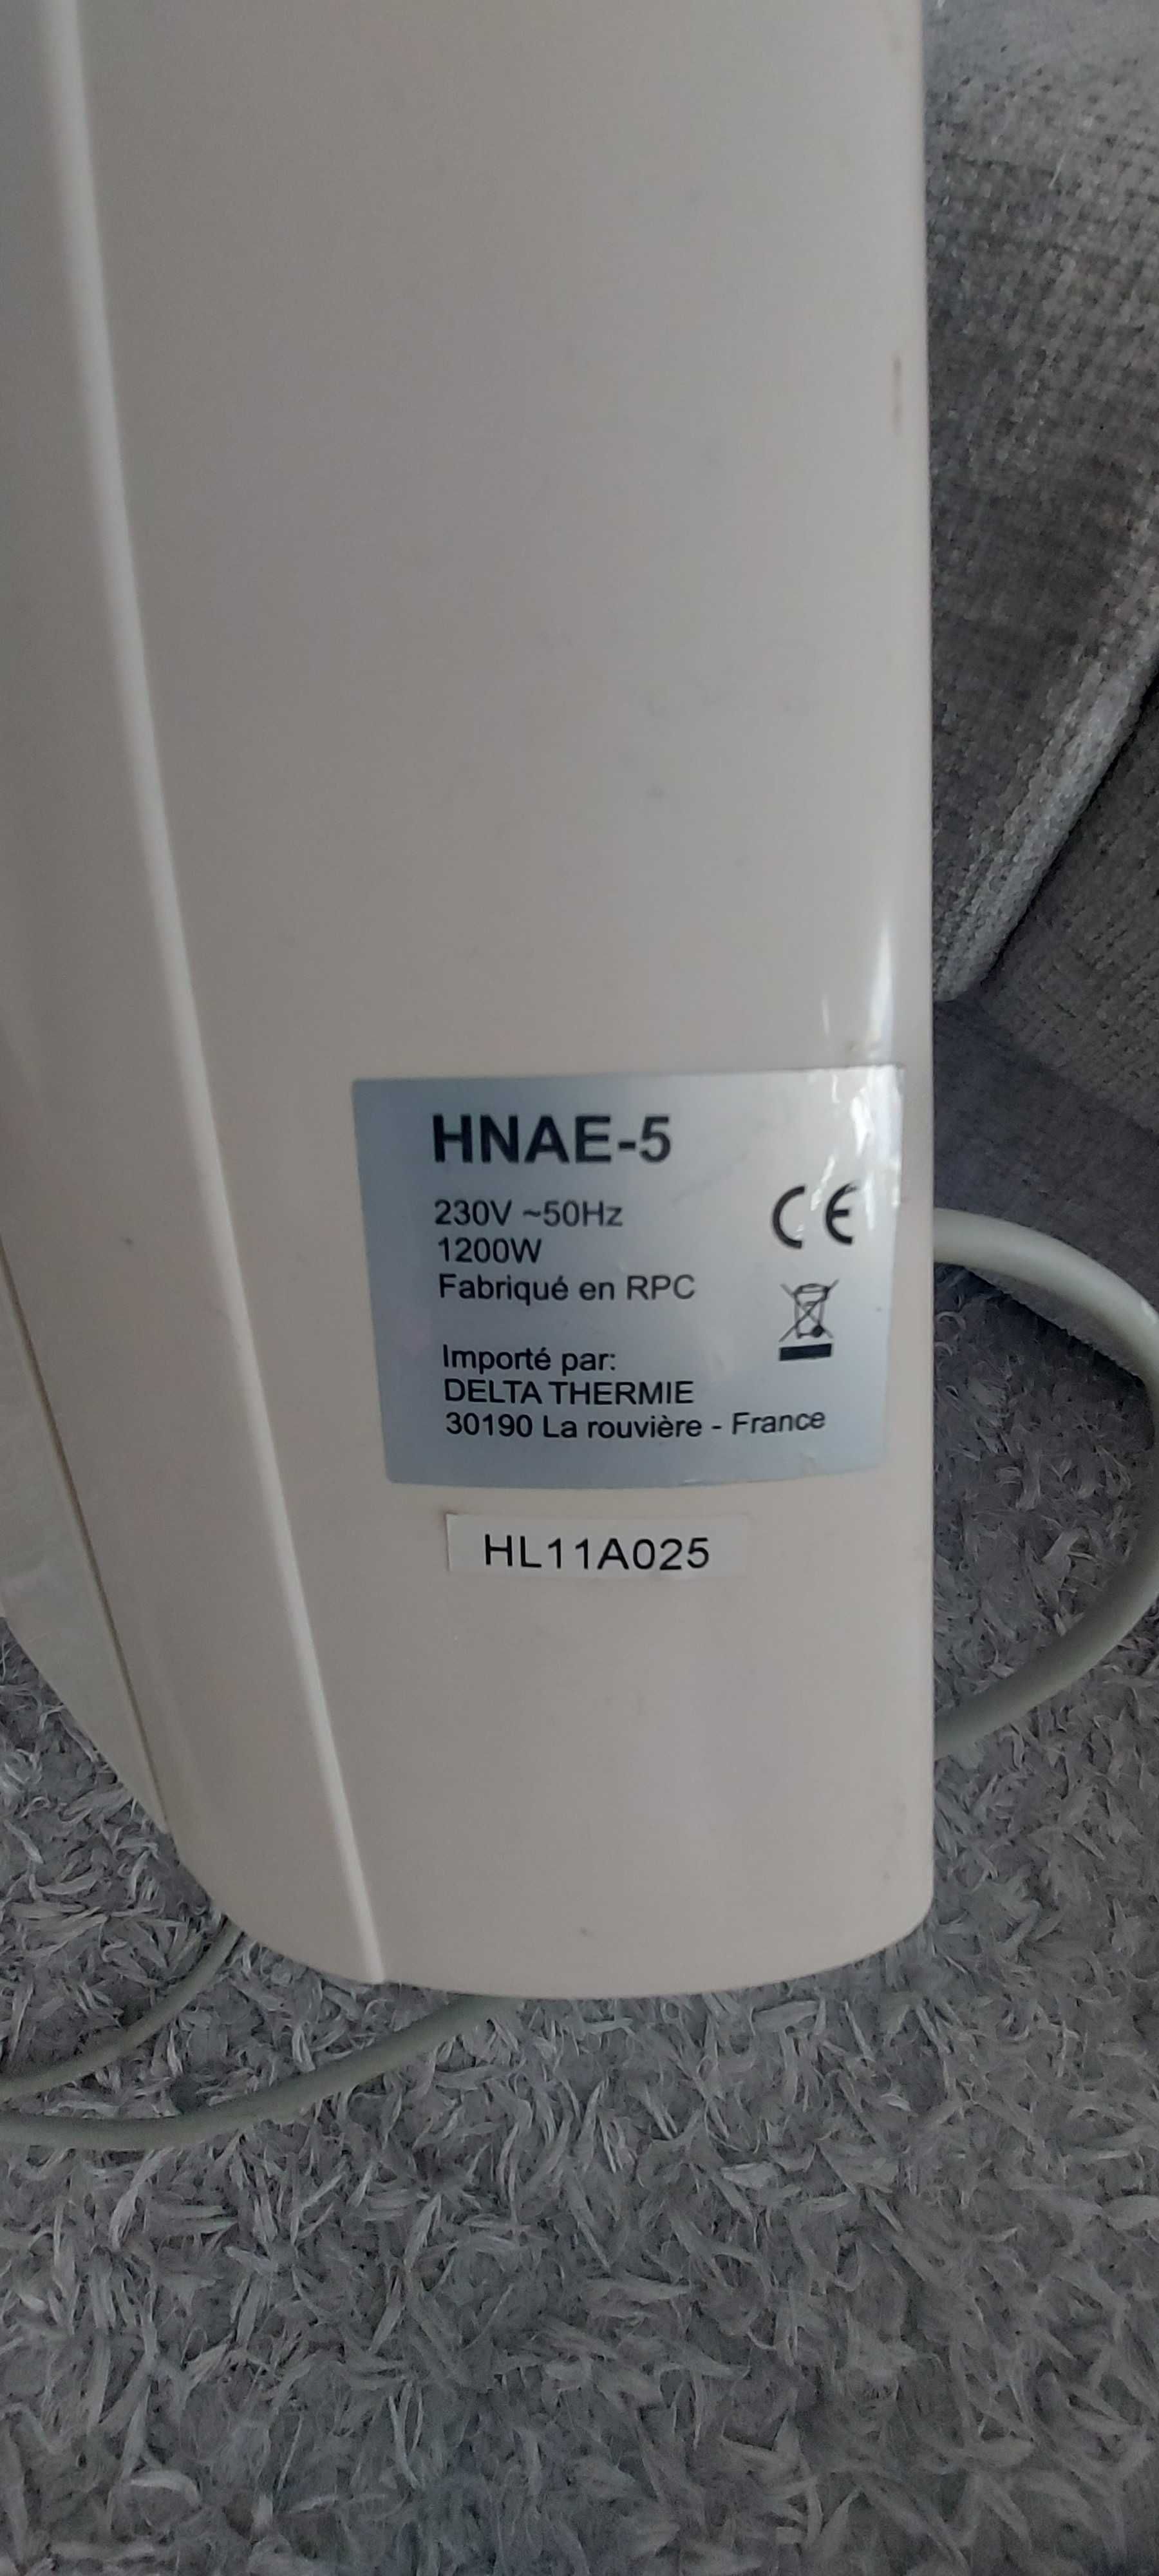 HNAE-5
230V ~50Hz
1200W
Fabriqué en RPC
CE
Importé par:
DELTA THERMIE
30190 La rouvière - France
HL11A025